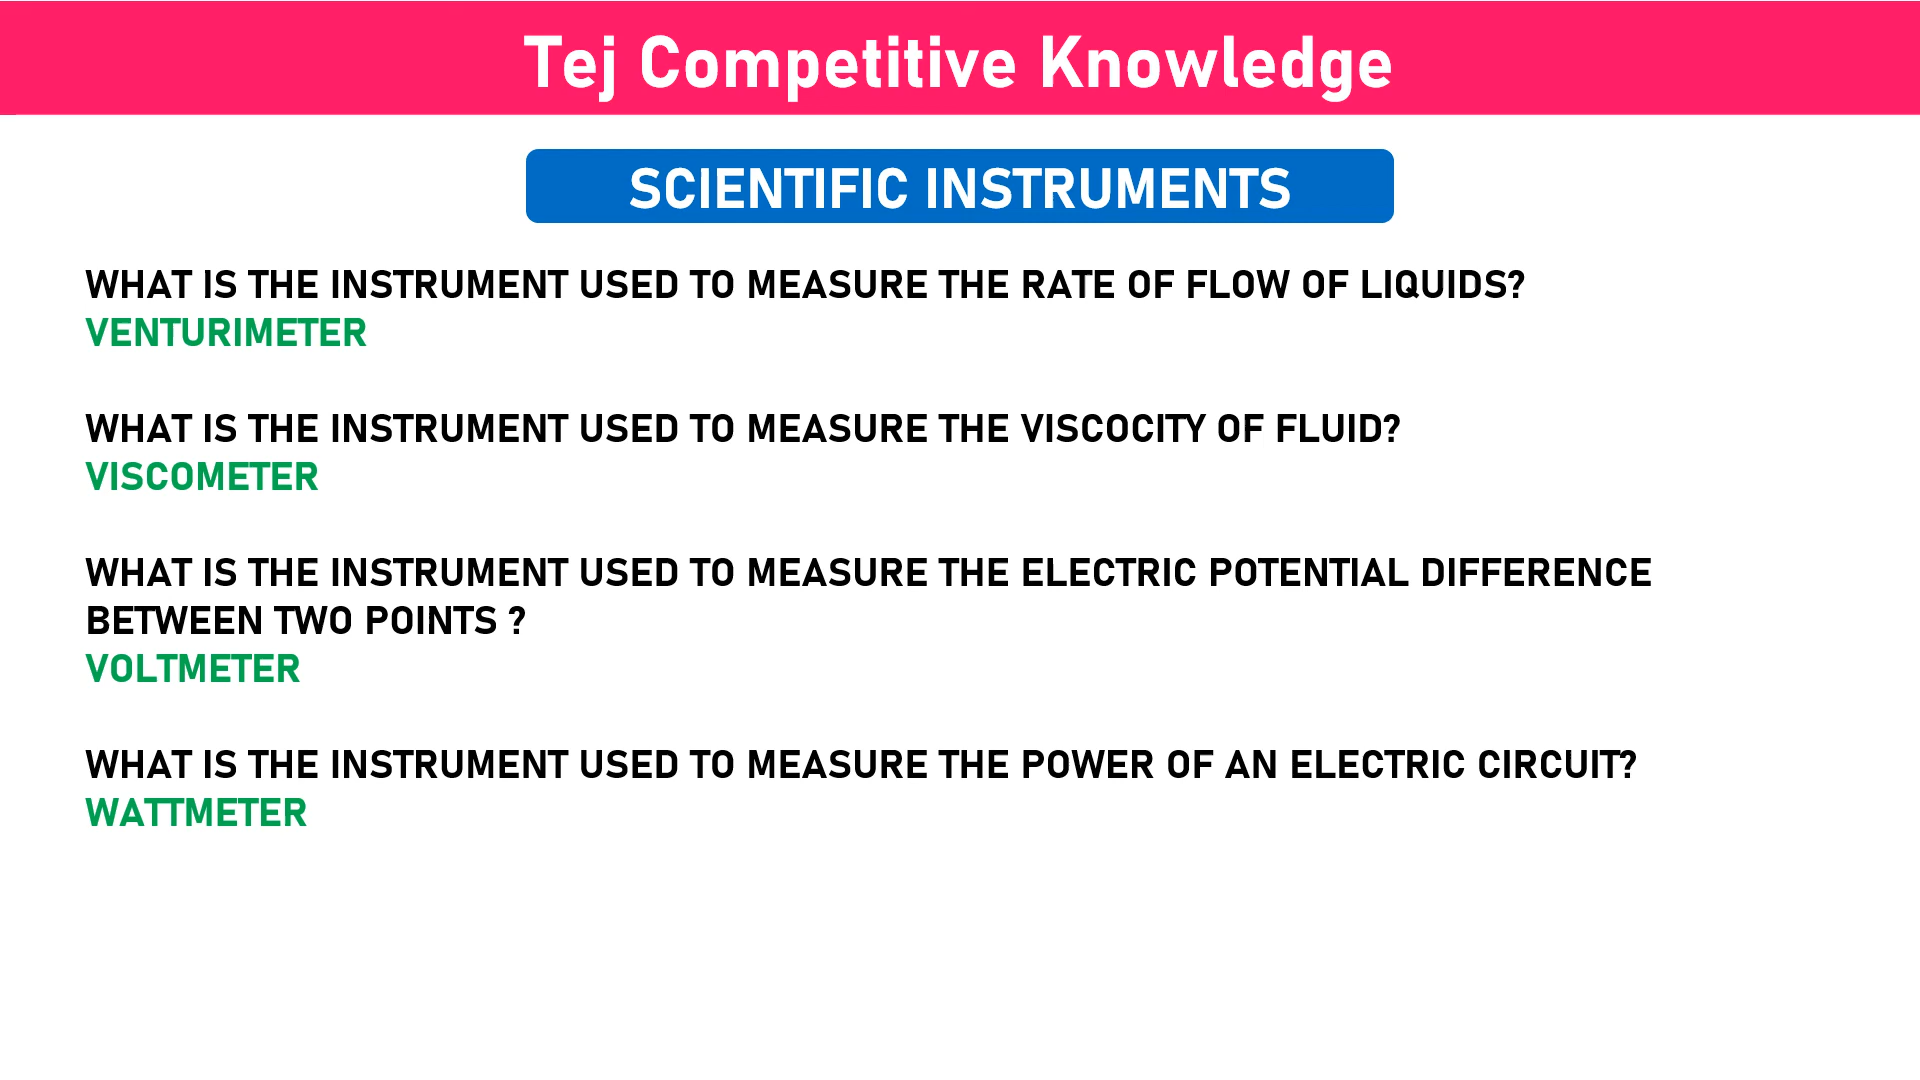 Tej Competitive Knowledge
SCIENTIFIC INSTRUMENTS
WHAT IS THE INSTRUMENT USED TO MEASURE THE RATE OF FLOW OF LIQUIDS?
VENTURIMETER
WHAT IS THE INSTRUMENT USED TO MEASURE THE VISCOCITY OF FLUID?
VISCOMETER
WHAT IS THE INSTRUMENT USED TO MEASURE THE ELECTRIC POTENTIAL DIFFERENCE
BETWEEN TWO POINTS ?
VOLTMETER
WHAT IS THE INSTRUMENT USED TO MEASURE THE POWER OF AN ELECTRIC CIRCUIT?
WATTMETER